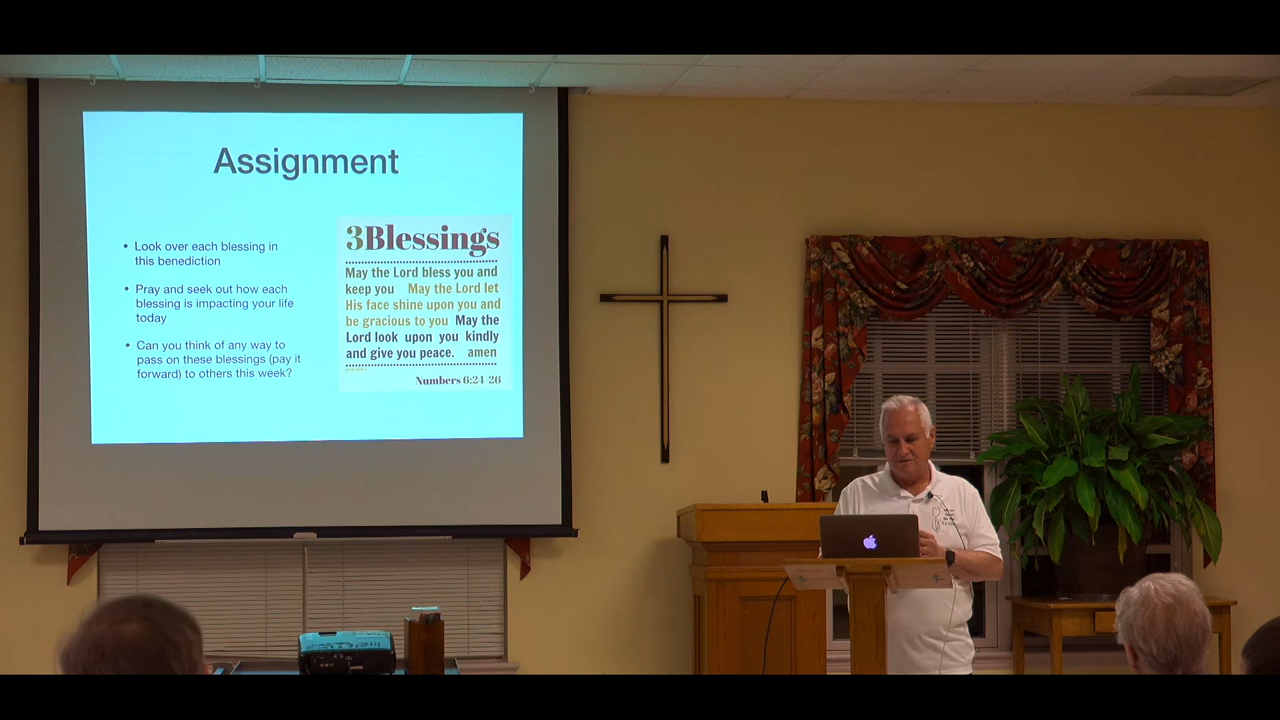 Assignment
• Look over each blessing in
this benediction
• Pray and seek out how each
blessing is impacting your life
today
• Can you think of any way to
pass on these blessings (pay it
forward) to others this week?
3Blessings
May the Lord bless you and
keep you May the Lord let
His face shine upon you and
be gracious to you May the
Lord look upon you kindly
and give you peace. amen
Numbers 6:24-26